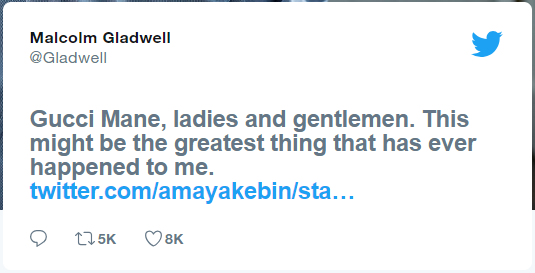 Malcolm Gladwell
@Gladwell
Gucci Mane, ladies and gentlemen. This
might be the greatest thing that has ever
happened to me.
twitter.com/amayakebin/sta…
5K 8K